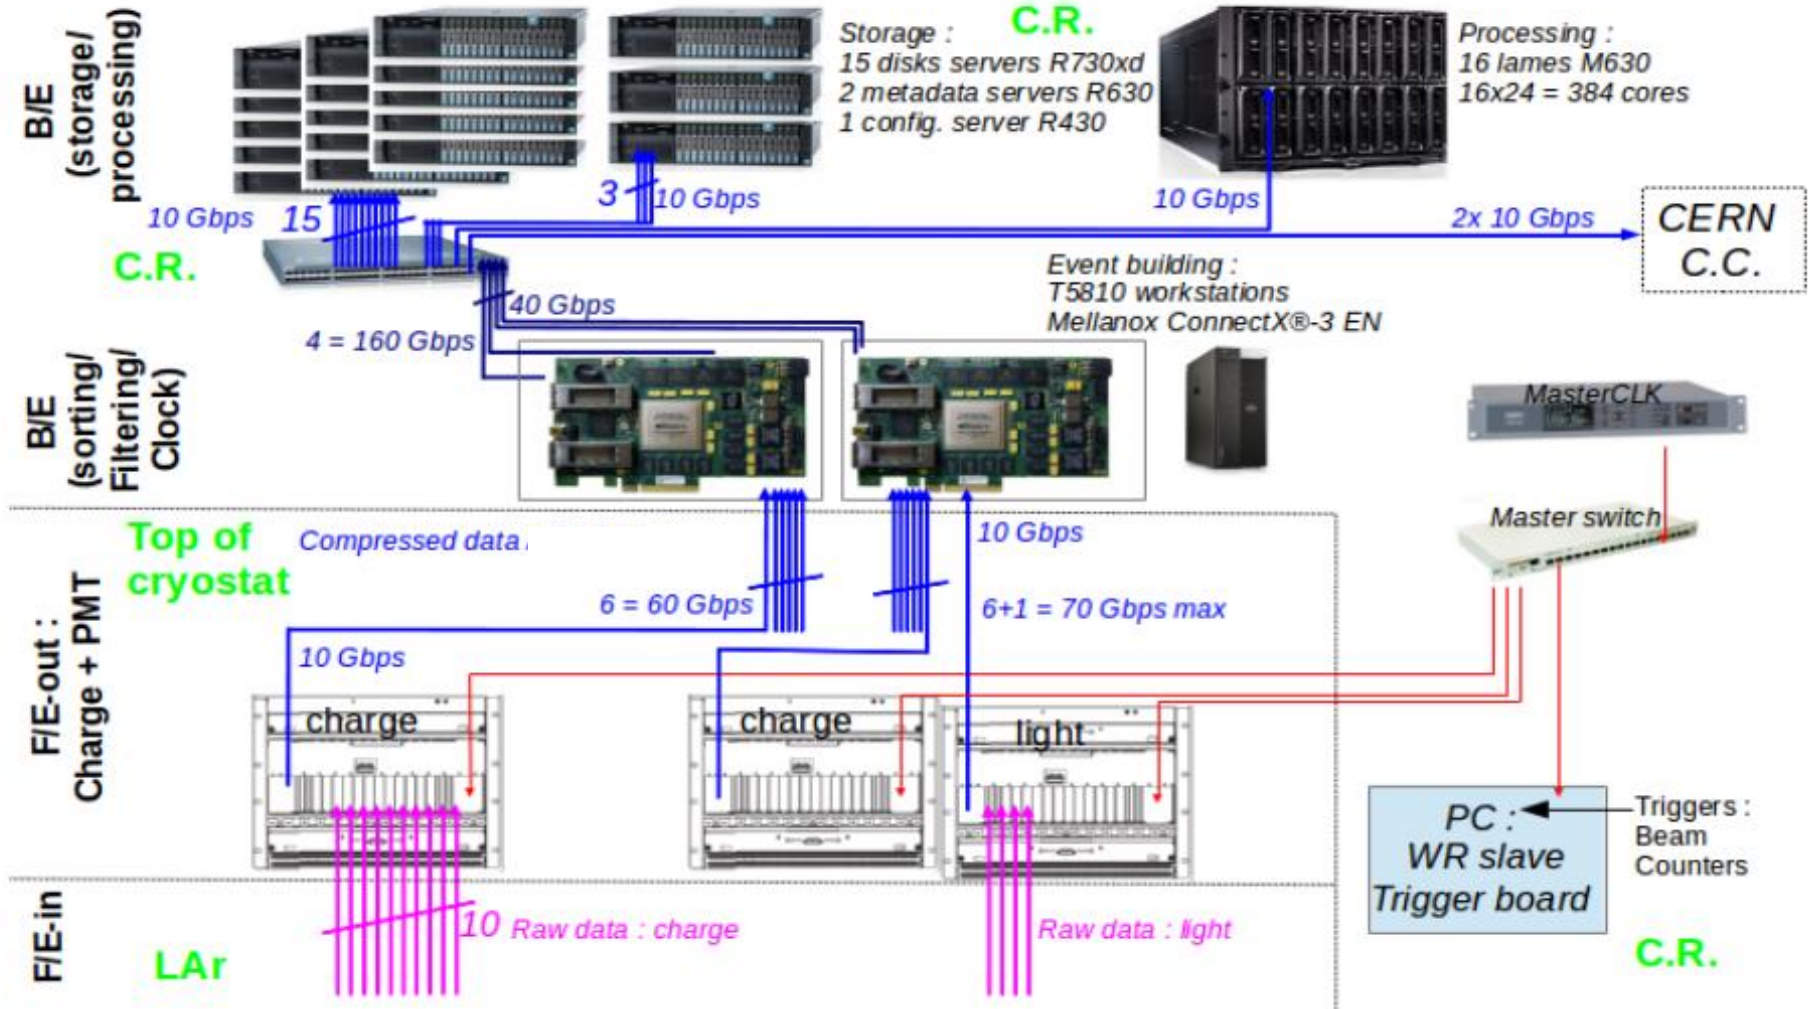 B/E
(storage/
processing)
C.R.
Storage :
15 disks servers R730xd
2 metadata servers R630
1 config. server R430
Processing :
16 lames M630
16x24 = 384 cores
10 Gbps
15
3
10 Gbps
10 Gbps
2x 10 Gbps
CERN
C.C.
C.R.
40 Gbps
4 = 160 Gbps
Event building :
T5810 workstations
Mellanox ConnectX®-3 EN
B/E
(sorting/
Filtering/
Clock)
MasterCLK
Master switch
Top of
cryostat
Compressed data
10 Gbps
6 = 60 Gbps
6+1 = 70 Gbps max
10 Gbps
F/E-out :
Charge + PMT
charge
charge
light
PC :
WR slave
Trigger board
Triggers :
Beam
Counters
F/E-in
10 Raw data : charge
Raw data : light
LAr
C.R.